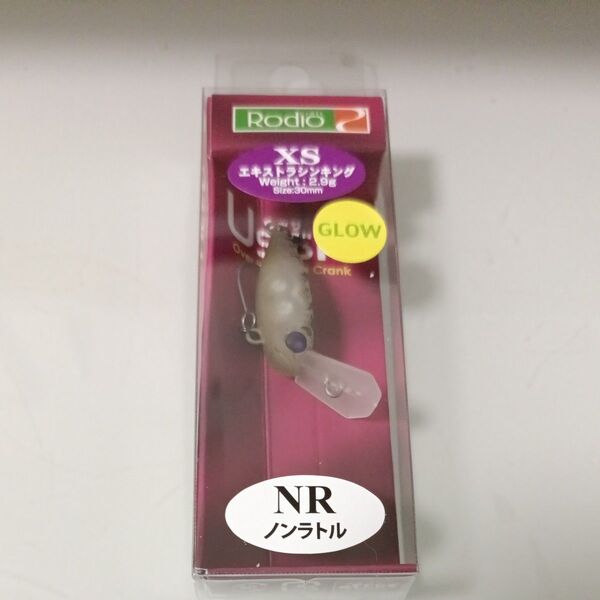 Rodio
XS
エキストラシンキング
Weight : 2.9g
Size:30mm
GLOW
Crank
NR
ノンラトル